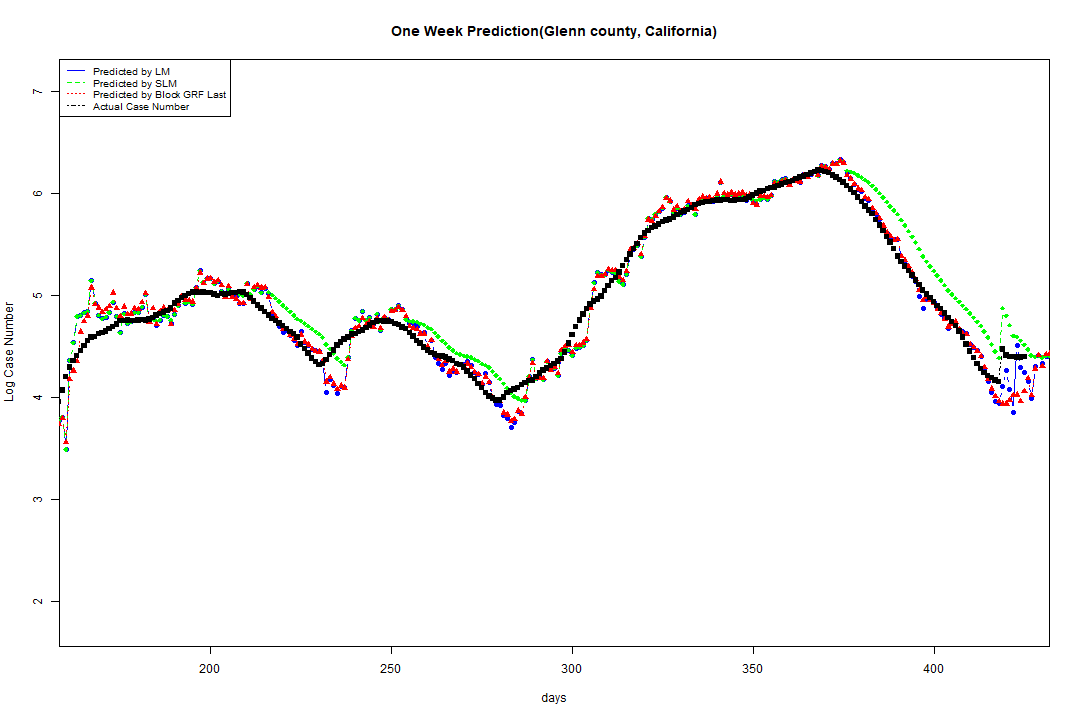 One Week Prediction(Glenn county, California)
Predicted by LM
Predicted by SLM
Predicted by Block GRF Last
Actual Case Number
7
6
5
4
3
2
Log Case Number
200
250
300
350
400
days